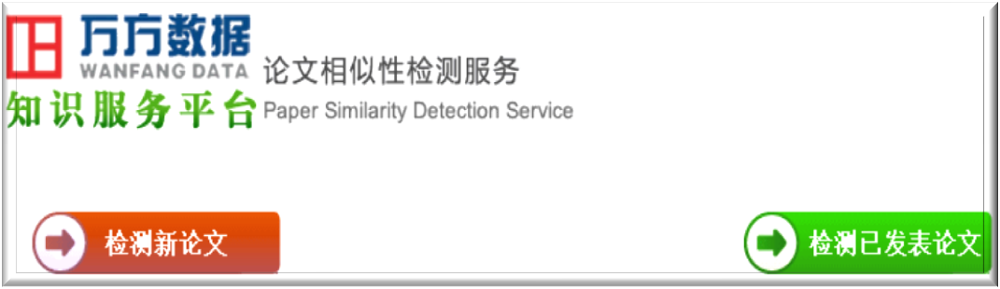 万方数据
WANFANG DATA
知识服务平台
论文相似性检测服务
Paper Similarity Detection Service
检测新论文
检测已发表论文